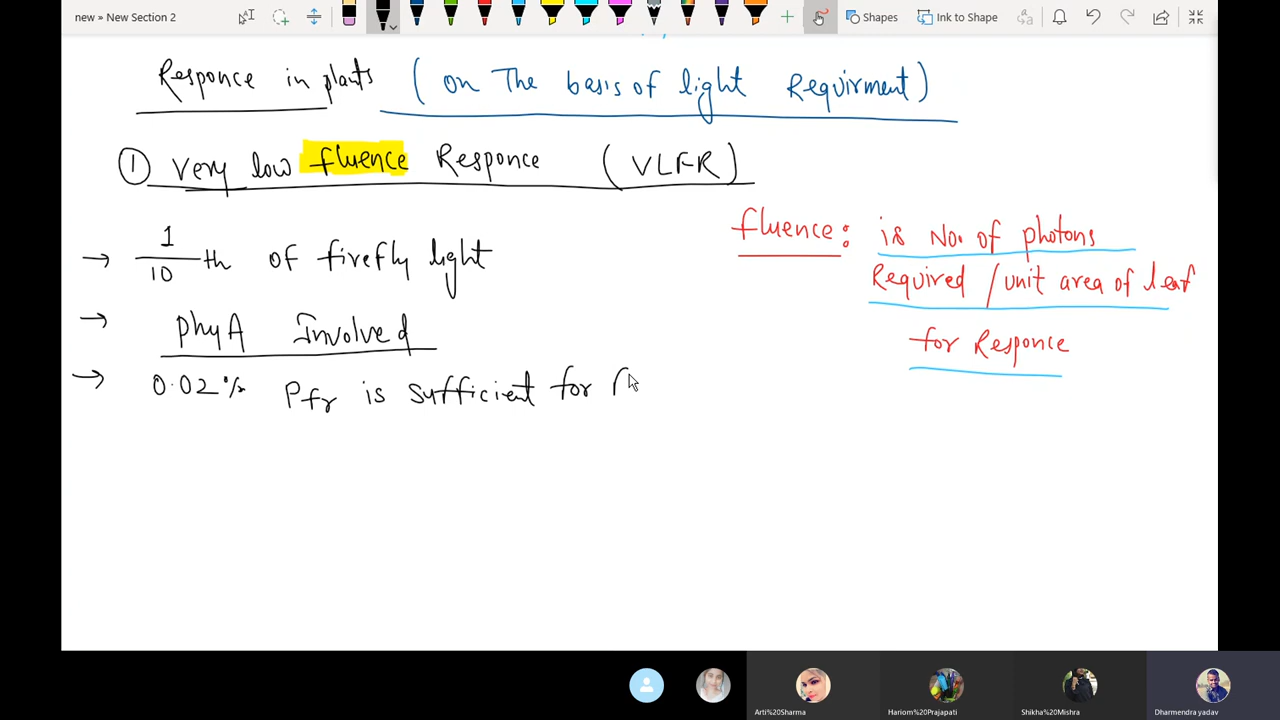 new » New Section 2
Shapes
Ink to Shape
Responce in plants (on The basis of light Requirment)
① Very low fluence Responce (VLFR)
→ 1/10 th of firefly light
→ phyA Involved
→ 0.02% Pfr is sufficient for
fluence: is No. of photons
Required / unit area of leaf
for Responce
Arti%20Sharma
Hariom%20Prajapati
Shikha%20Mishra
Dharmendra yadav